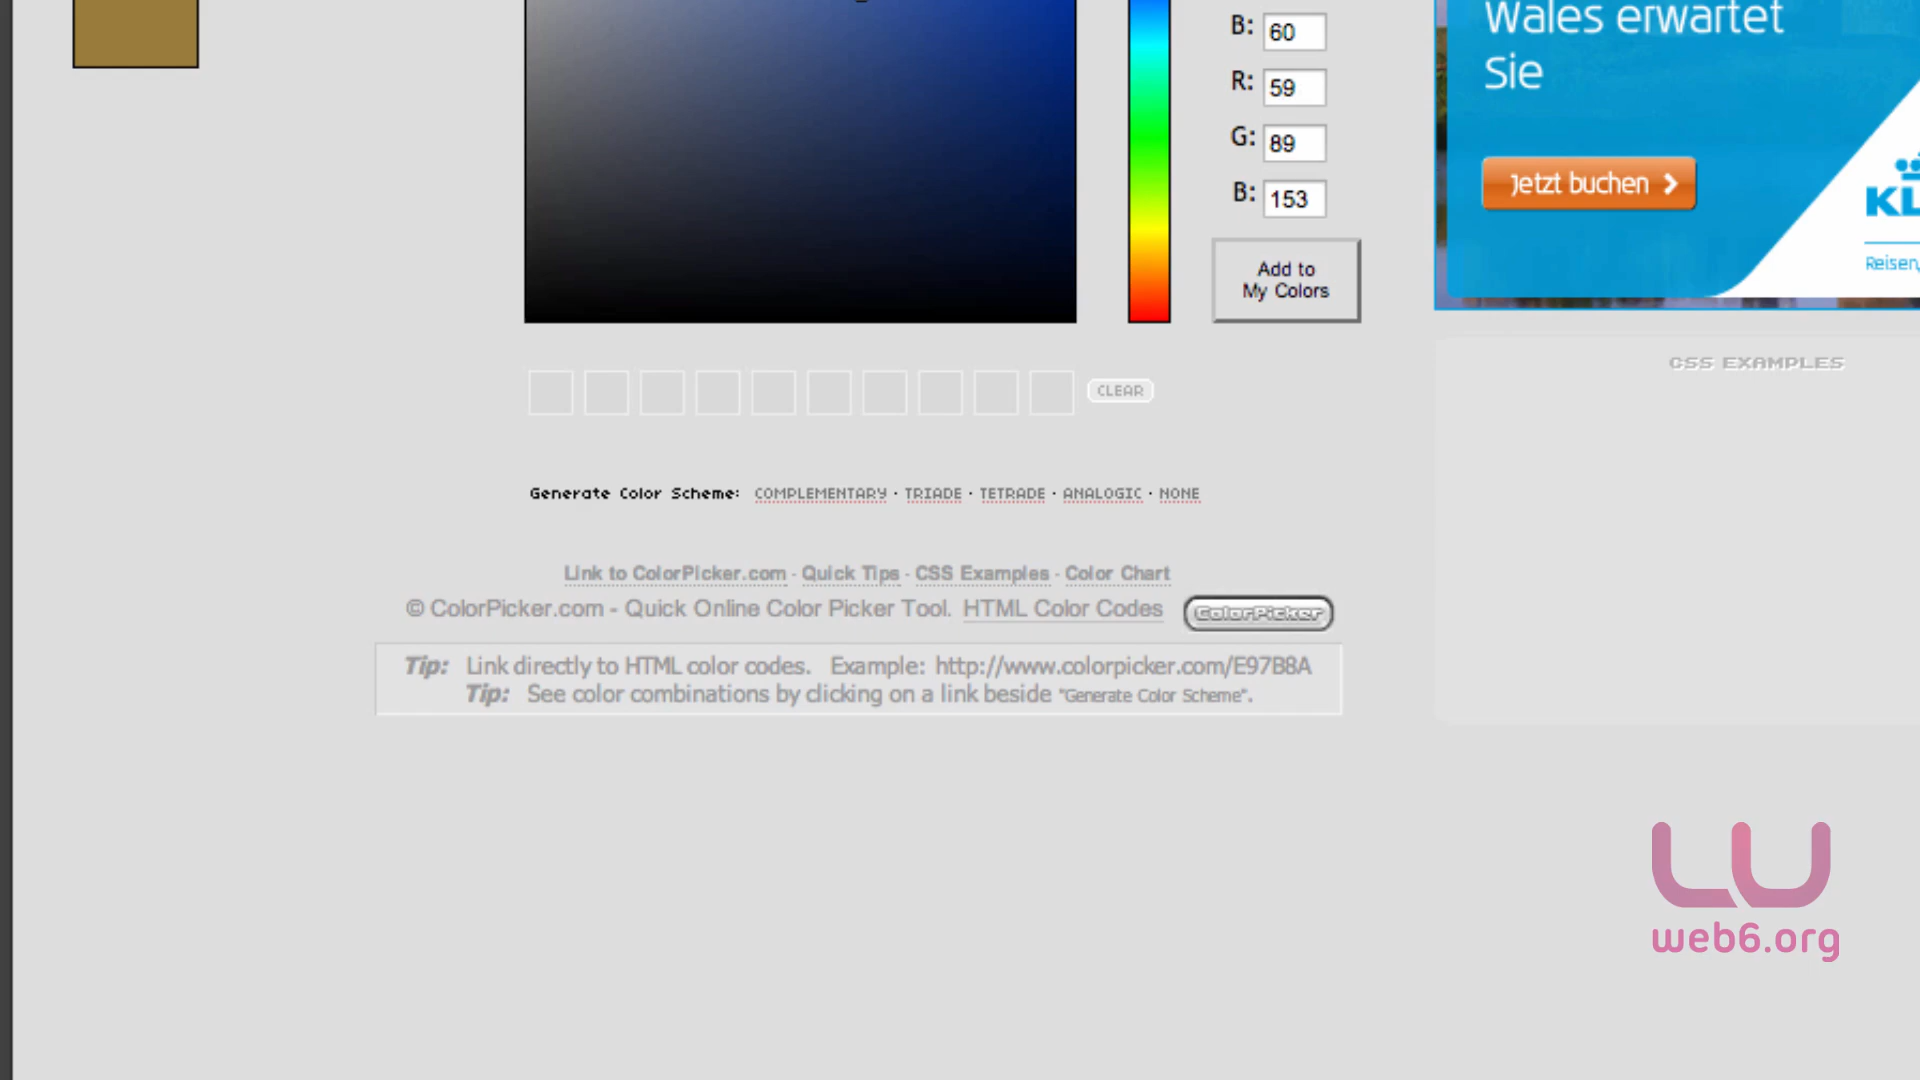 B: 60
R: 59
G: 89
B: 153
Add to
My Colors
CLEAR
Generate Color Scheme: COMPLEMENTARY · TRIADE · TETRADE · ANALOGIC · NONE
Link to ColorPicker.com - Quick Tips - CSS Examples - Color Chart
© ColorPicker.com - Quick Online Color Picker Tool. HTML Color Codes ColorPicker
Tip: Link directly to HTML color codes. Example: http://www.colorpicker.com/E97B8A
Tip: See color combinations by clicking on a link beside "Generate Color Scheme".
Wales erwartet
Sie
Jetzt buchen
KL
Reisen,
CSS EXAMPLES
web6.org